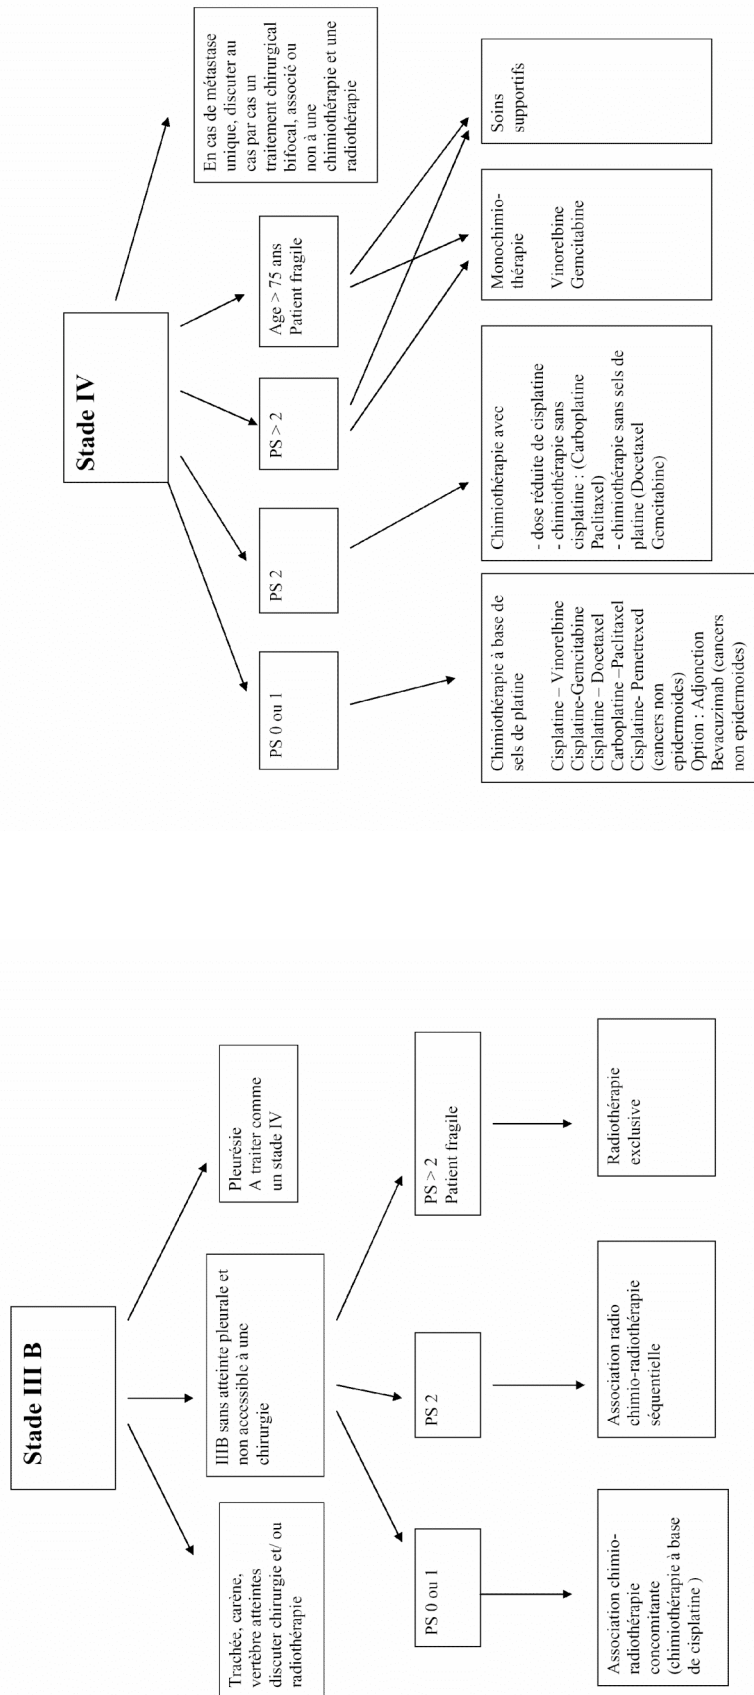 Stade III B
Trachée, carène,
vertèbre atteintes
discuter chirurgie et/ ou
radiothérapie
IIIB sans atteinte pleurale et
non accessible à une
chirurgie
Pleurésie
A traiter comme
un stade IV
PS 0 ou 1
PS 2
PS > 2
Patient fragile
Association chimio-
radiothérapie
concomitante
(chimiothérapie à base
de cisplatine )
Association radio
chimio-radiothérapie
séquentielle
Radiothérapie
exclusive
Stade IV
PS 0 ou 1
PS 2
PS > 2
Age > 75 ans
Patient fragile
En cas de métastase
unique, discuter au
cas par cas un
traitement chirurgical
bifocal, associé ou
non à une
chimiothérapie et une
radiothérapie
Chimiothérapie à base de
sels de platine
Cisplatine – Vinorelbine
Cisplatine-Gemcitabine
Cisplatine – Docetaxel
Carboplatine –Paclitaxel
Cisplatine- Pemetrexed
(cancers non
epidermoides)
Option : Adjonction
Bevacuzimab (cancers
non epidermoides)
Chimiothérapie avec
- dose réduite de cisplatine
- chimiothérapie sans
cisplatine : (Carboplatine
Paclitaxel)
- chimiothérapie sans sels de
platine (Docetaxel
Gemcitabine)
Monochimio-
thérapie
Vinorelbine
Gemcitabine
Soins
supportifs